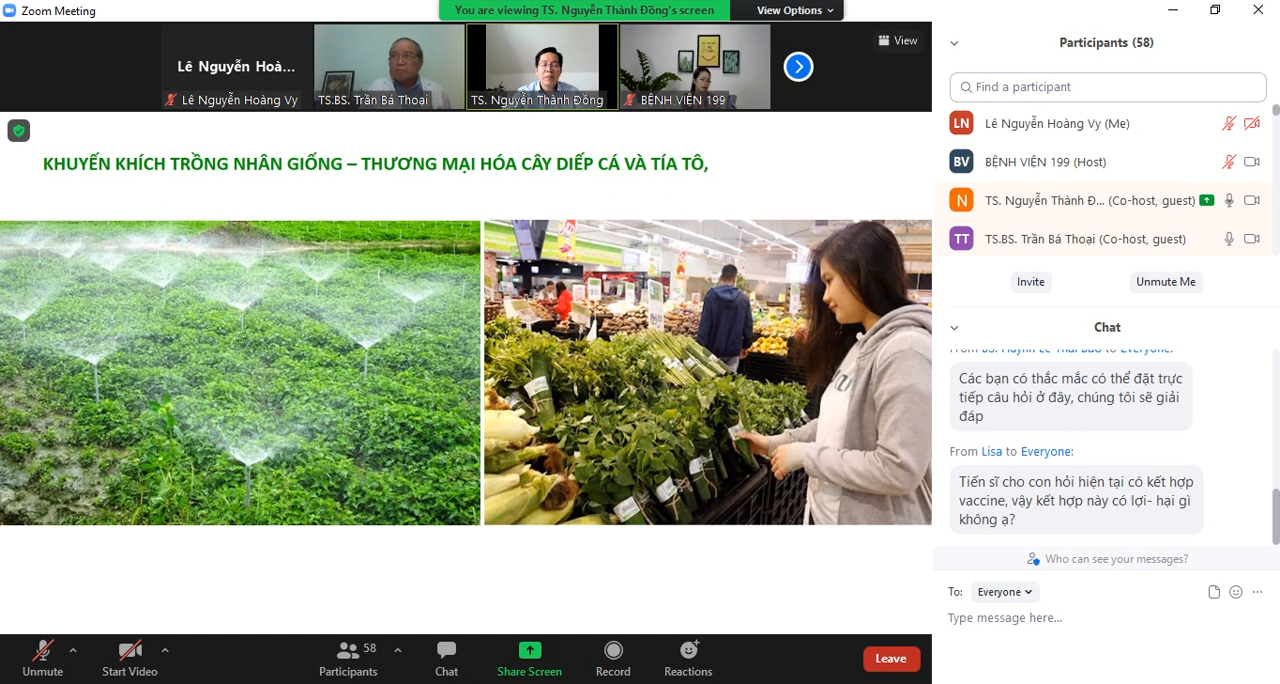 Zoom Meeting
You are viewing TS. Nguyễn Thành Đồng's screen
View Options
Lê Nguyễn Hoà...
Lê Nguyễn Hoàng Vy
TS.BS. Trần Bá Thoại
TS. Nguyễn Thành Đồng
BỆNH VIỆN 199
View
KHUYẾN KHÍCH TRỒNG NHÂN GIỐNG – THƯƠNG MẠI HÓA CÂY DIẾP CÁ VÀ TÍA TÔ,
Participants (58)
Find a participant
LN
Lê Nguyễn Hoàng Vy (Me)
BV
BỆNH VIỆN 199 (Host)
N
TS. Nguyễn Thành Đ... (Co-host, guest)
TT
TS.BS. Trần Bá Thoại (Co-host, guest)
Invite
Unmute Me
Chat
Các bạn có thắc mắc có thể đặt trực
tiếp câu hỏi ở đây, chúng tôi sẽ giải
đáp
From Lisa to Everyone:
Tiến sĩ cho con hỏi hiện tại có kết hợp
vaccine, vậy kết hợp này có lợi- hại gì
không ạ?
Who can see your messages?
To: Everyone
Type message here...
Unmute
Start Video
58
Participants
Chat
Share Screen
Record
Reactions
Leave